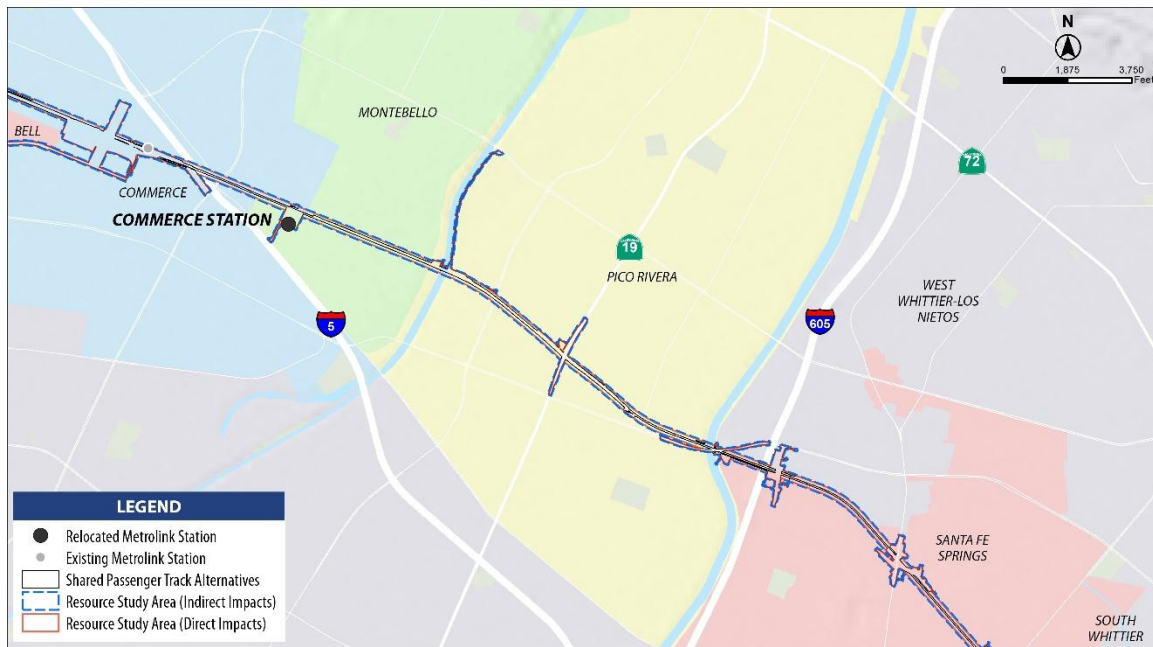 N
0 1,875 3,750
Feet
MONTEBELLO
BELL
72
COMMERCE
COMMERCE STATION
19
PICO RIVERA
WEST
WHITTIER-LOS
NIETOS
5
605
LEGEND
Relocated Metrolink Station
Existing Metrolink Station
Shared Passenger Track Alternatives
Resource Study Area (Indirect Impacts)
Resource Study Area (Direct Impacts)
SANTA FE
SPRINGS
SOUTH
WHITTIER